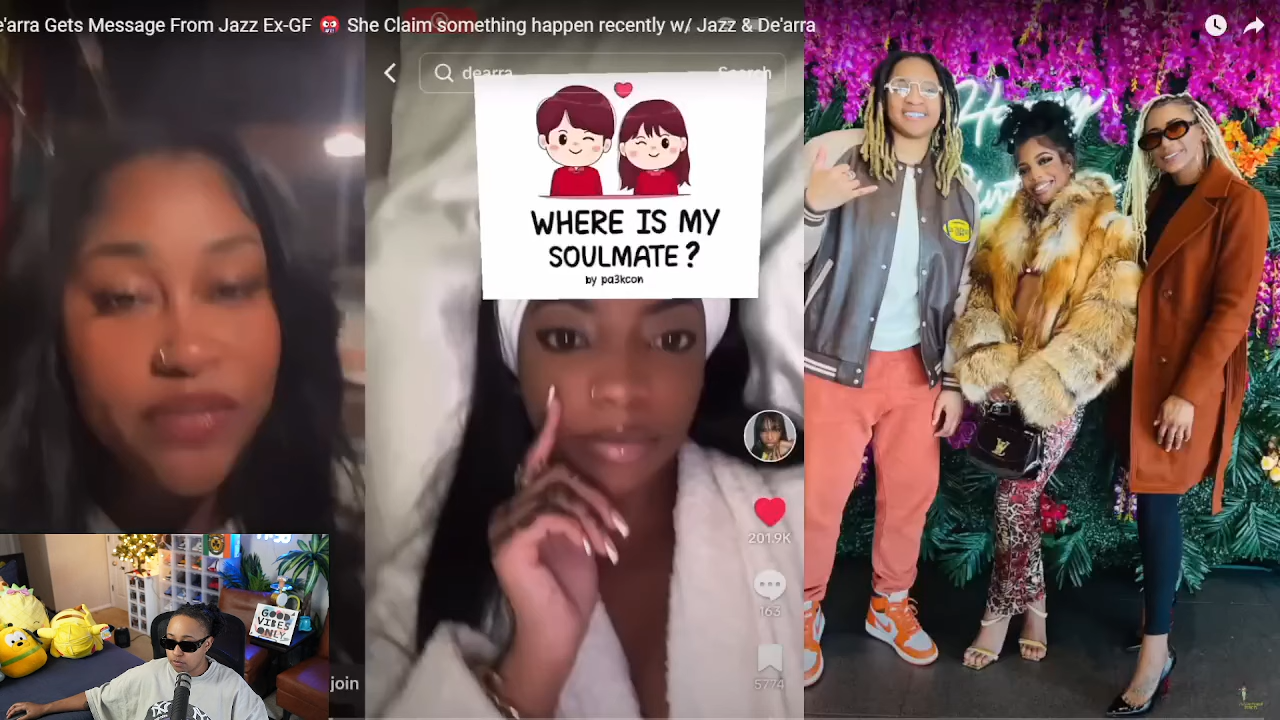 e'arra Gets Message From Jazz Ex-GF 🤬 She Claim something happen recently w/ Jazz & De'arra
dearra
Search
WHERE IS MY
SOULMATE?
by pa3kcon
201.9K
163
5774
join
GOOD
VIBES
ONLY